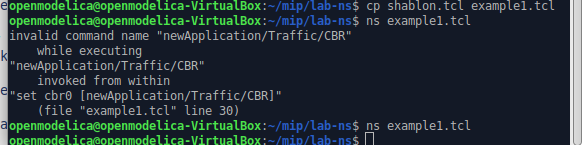 openmodelica@openmodelica-VirtualBox:~/mip/lab-ns$ cp shablon.tcl example1.tcl
openmodelica@openmodelica-VirtualBox:~/mip/lab-ns$ ns example1.tcl
invalid command name "newApplication/Traffic/CBR"
    while executing
"newApplication/Traffic/CBR"
    invoked from within
"set cbr0 [newApplication/Traffic/CBR]"
    (file "example1.tcl" line 30)
openmodelica@openmodelica-VirtualBox:~/mip/lab-ns$ ns example1.tcl
openmodelica@openmodelica-VirtualBox:~/mip/lab-ns$